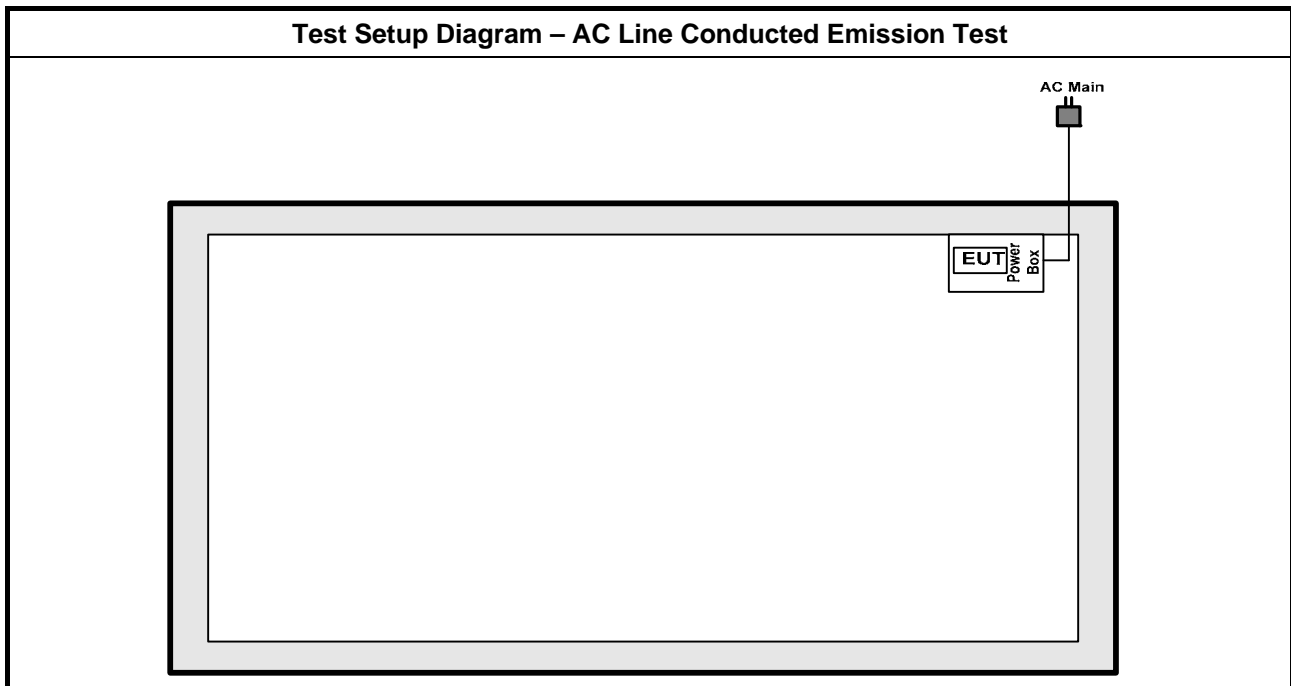 Test Setup Diagram – AC Line Conducted Emission Test
AC Main
EUT
Power
Box